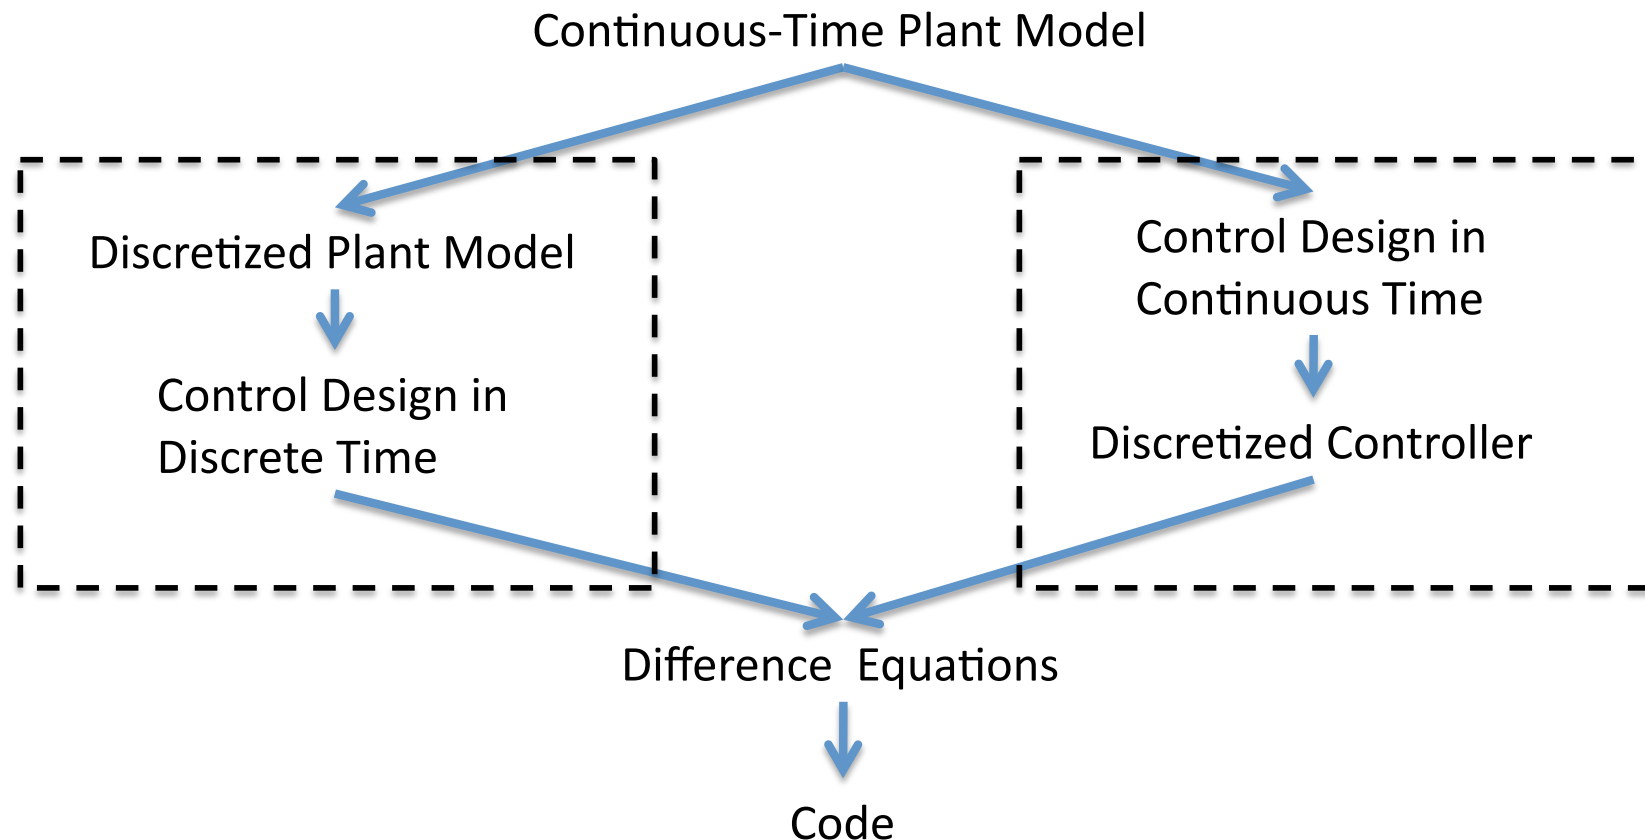 Continuous-Time Plant Model
Discretized Plant Model
Control Design in
Discrete Time
Control Design in
Continuous Time
Discretized Controller
Difference Equations
Code